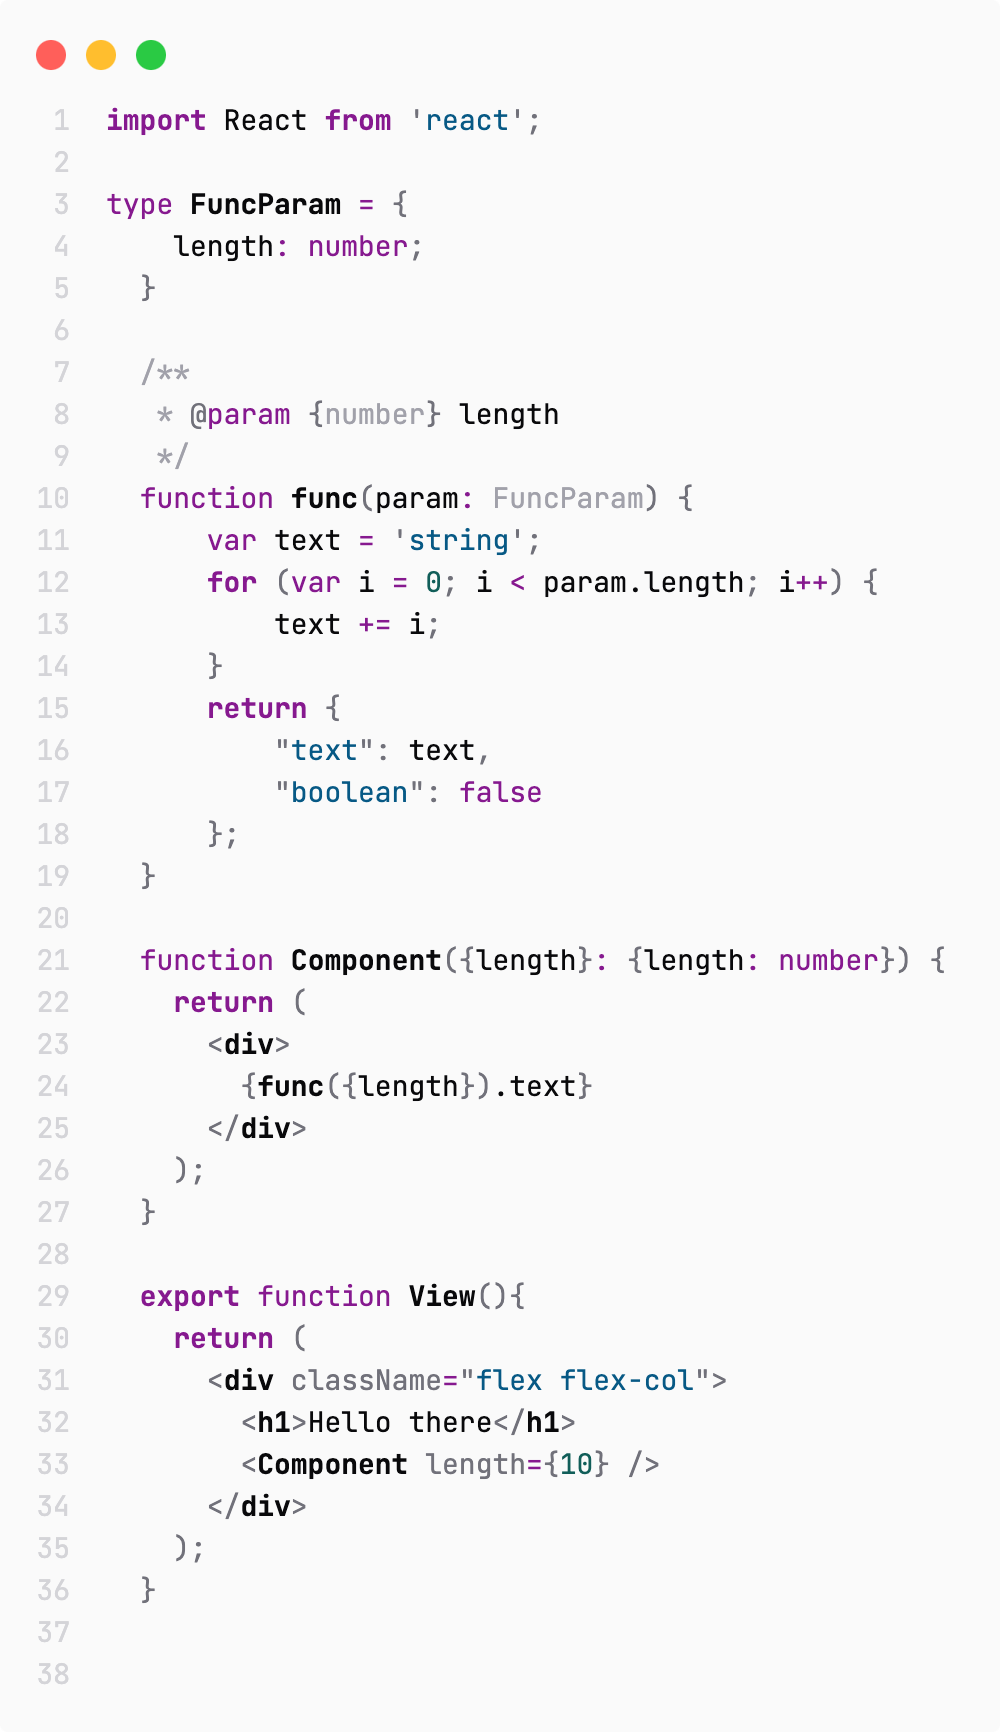 1 import React from 'react';
2
3 type FuncParam = {
4     length: number;
5   }
6
7   /**
8    * @param {number} length
9    */
10   function func(param: FuncParam) {
11       var text = 'string';
12       for (var i = 0; i < param.length; i++) {
13           text += i;
14       }
15       return {
16           "text": text,
17           "boolean": false
18       };
19   }
20
21   function Component({length}: {length: number}) {
22     return (
23       <div>
24         {func({length}).text}
25       </div>
26     );
27   }
28
29   export function View(){
30     return (
31       <div className="flex flex-col">
32         <h1>Hello there</h1>
33         <Component length={10} />
34       </div>
35     );
36   }
37
38